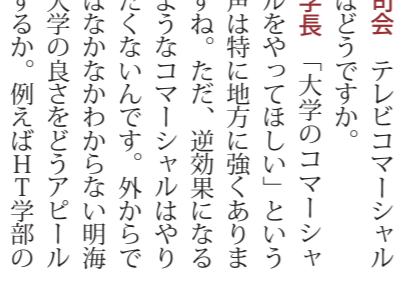 司会　テレビコマーシャル
はどうですか。
学長　「大学のコマーシャ
ルをやってほしい」という
声は特に地方に強くありま
すね。ただ、逆効果になる
ようなコマーシャルはやり
たくないんです。外からで
はなかなかわからない明海
大学の良さをどうアピール
するか。例えばＨＴ学部の